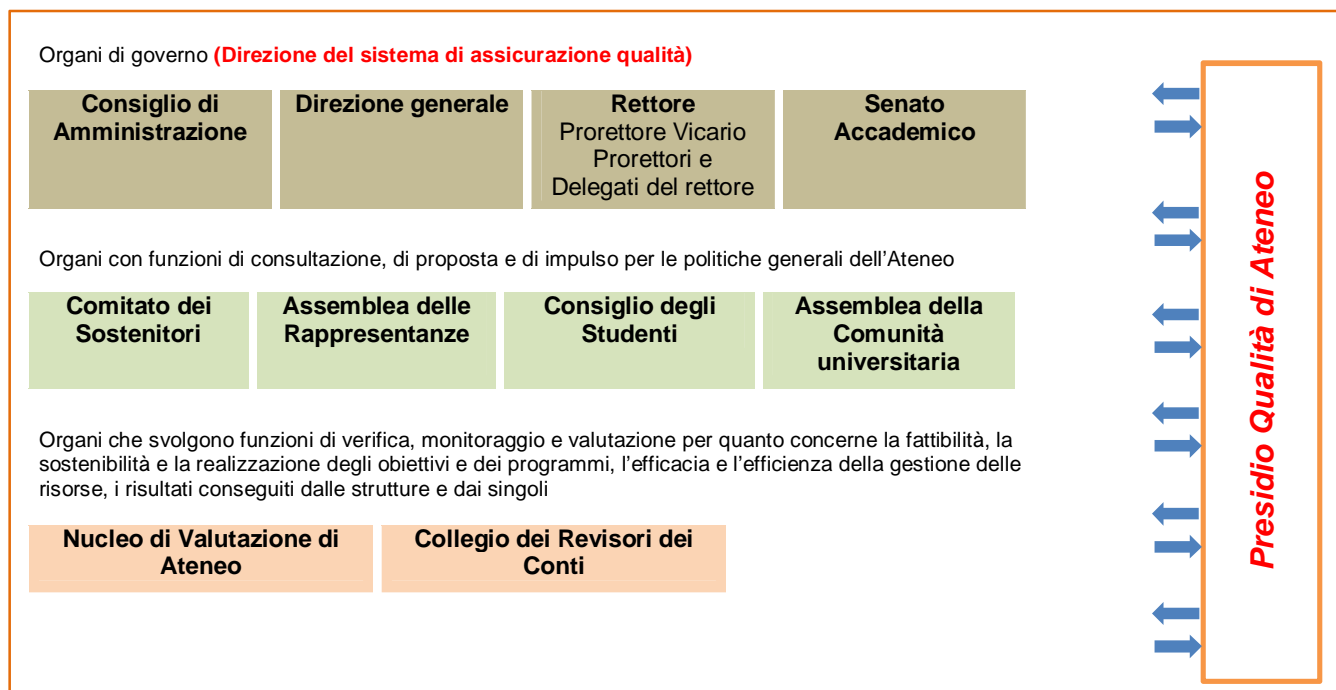 Organi di governo (Direzione del sistema di assicurazione qualità)
Consiglio di
Amministrazione
Direzione generale
Rettore
Prorettore Vicario
Prorettori e
Delegati del rettore
Senato
Accademico
Organi con funzioni di consultazione, di proposta e di impulso per le politiche generali dell’Ateneo
Comitato dei
Sostenitori
Assemblea delle
Rappresentanze
Consiglio degli
Studenti
Assemblea della
Comunità
universitaria
Organi che svolgono funzioni di verifica, monitoraggio e valutazione per quanto concerne la fattibilità, la
sostenibilità e la realizzazione degli obiettivi e dei programmi, l’efficacia e l’efficienza della gestione delle
risorse, i risultati conseguiti dalle strutture e dai singoli
Nucleo di Valutazione di
Ateneo
Collegio dei Revisori dei
Conti
Presidio Qualità di Ateneo